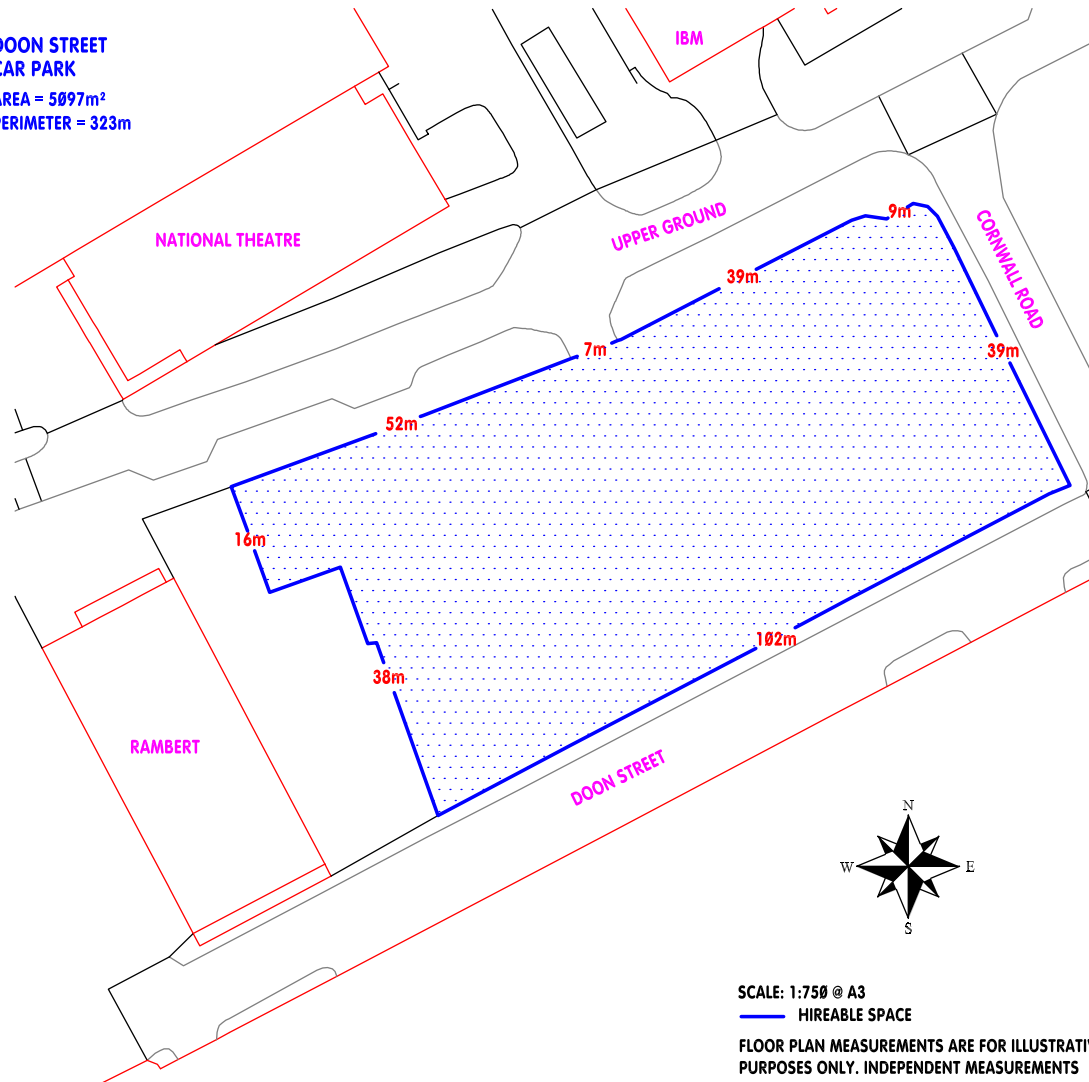 DOON STREET
CAR PARK
AREA = 5097m²
PERIMETER = 323m
IBM
NATIONAL THEATRE
UPPER GROUND
CORNWALL ROAD
9m
39m
7m
39m
52m
16m
102m
38m
RAMBERT
DOON STREET
N
W
E
S
SCALE: 1:750 @ A3
HIREABLE SPACE
FLOOR PLAN MEASUREMENTS ARE FOR ILLUSTRATI
PURPOSES ONLY. INDEPENDENT MEASUREMENTS